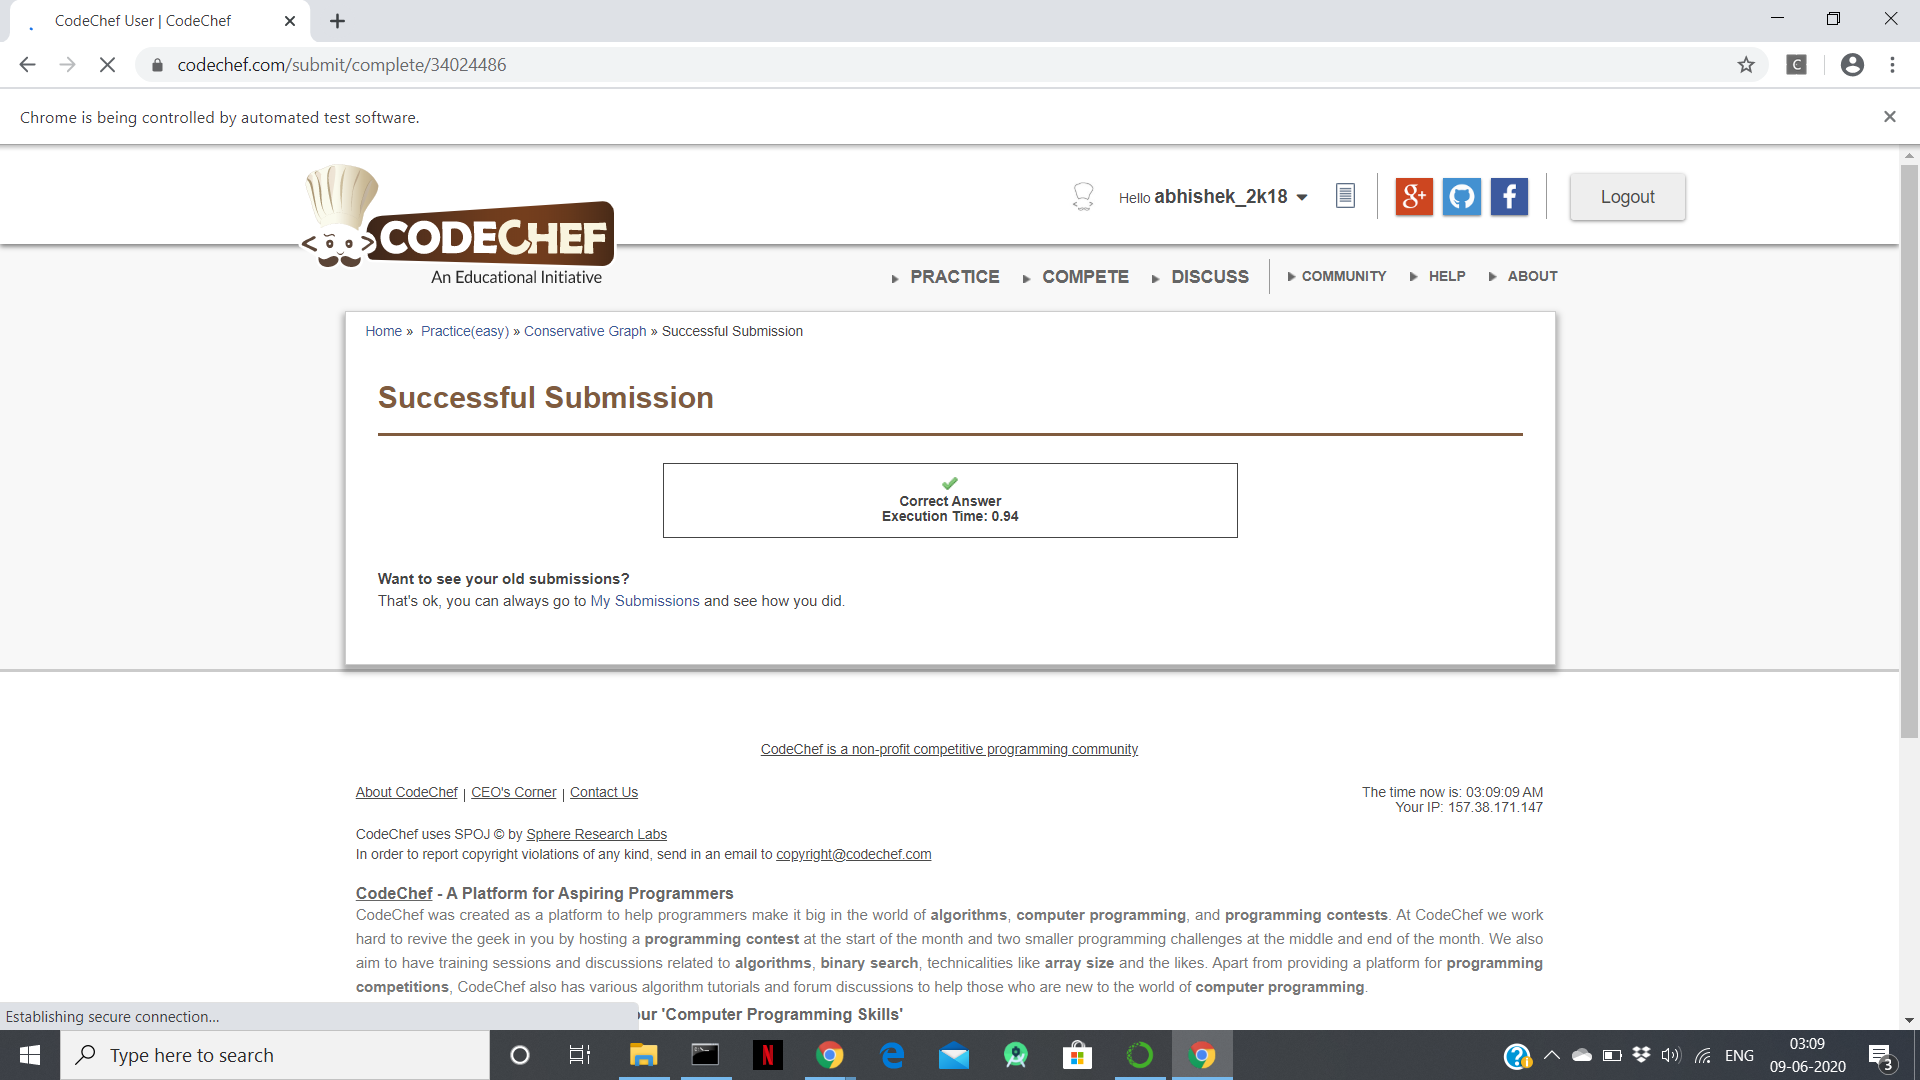 CodeChef User | CodeChef
codechef.com/submit/complete/34024486
C
Chrome is being controlled by automated test software.
CODECHEF
An Educational Initiative
Hello abhishek_2k18
g+
f
Logout
PRACTICE
COMPETE
DISCUSS
COMMUNITY
HELP
ABOUT
Home » Practice(easy) » Conservative Graph » Successful Submission
Successful Submission
Correct Answer
Execution Time: 0.94
Want to see your old submissions?
That's ok, you can always go to My Submissions and see how you did.
CodeChef is a non-profit competitive programming community
About CodeChef | CEO's Corner | Contact Us
The time now is: 03:09:09 AM
Your IP: 157.38.171.147
CodeChef uses SPOJ © by Sphere Research Labs
In order to report copyright violations of any kind, send in an email to copyright@codechef.com
CodeChef - A Platform for Aspiring Programmers
CodeChef was created as a platform to help programmers make it big in the world of algorithms, computer programming, and programming contests. At CodeChef we work
hard to revive the geek in you by hosting a programming contest at the start of the month and two smaller programming challenges at the middle and end of the month. We also
aim to have training sessions and discussions related to algorithms, binary search, technicalities like array size and the likes. Apart from providing a platform for programming
competitions, CodeChef also has various algorithm tutorials and forum discussions to help those who are new to the world of computer programming.
'Computer Programming Skills'
Establishing secure connection...
Type here to search
N
ENG
03:09
09-06-2020
3